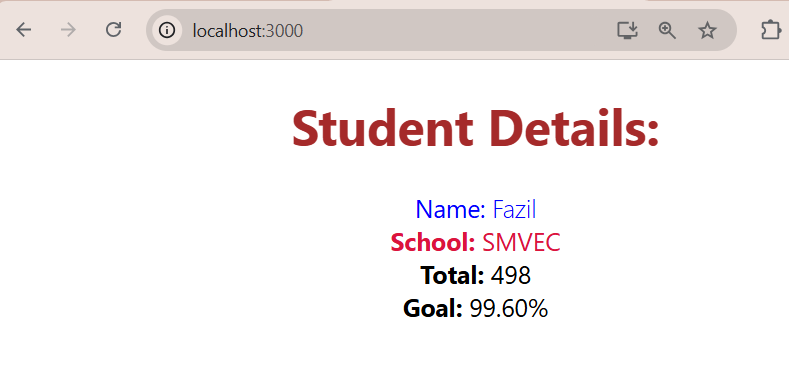 localhost:3000
Student Details:
Name: Fazil
School: SMVEC
Total: 498
Goal: 99.60%